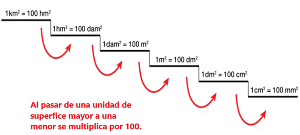 1km² = 100 hm²
1hm² = 100 dam²
1dam² = 100 m²
1m² = 100 dm²
1dm² = 100 cm²
1cm² = 100 mm²
Al pasar de una unidad de
superfice mayor a una
menor se multiplica por 100.